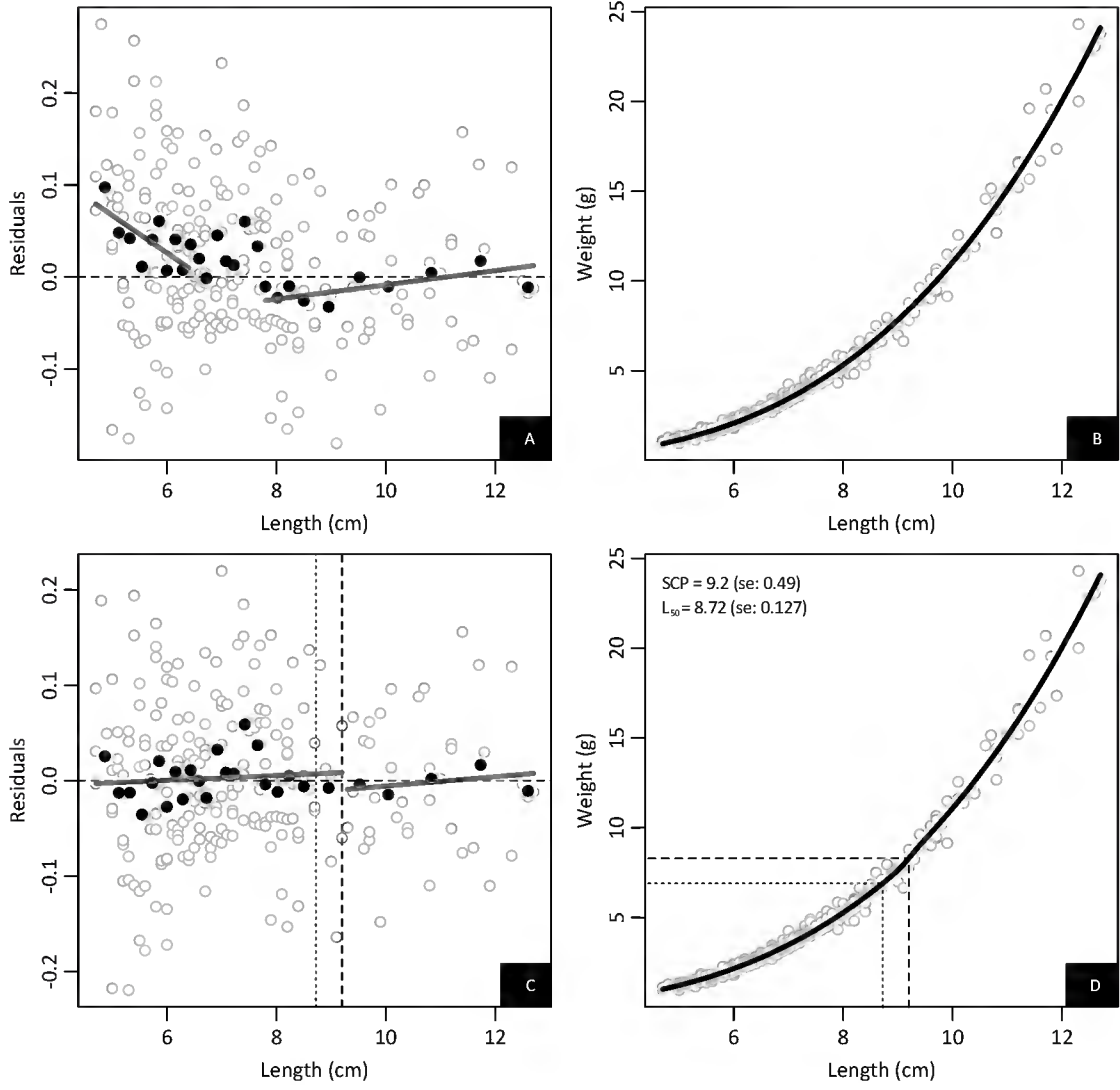 0.2
0.1
0.0
-0.1
Residuals
6
8
10
12
Length (cm)
A
25
20
15
10
5
Weight (g)
6
8
10
12
Length (cm)
B
0.2
0.1
0.0
-0.1
-0.2
Residuals
6
8
10
12
Length (cm)
C
SCP = 9.2 (se: 0.49)
L₅₀= 8.72 (se: 0.127)
25
20
15
10
5
Weight (g)
6
8
10
12
Length (cm)
D